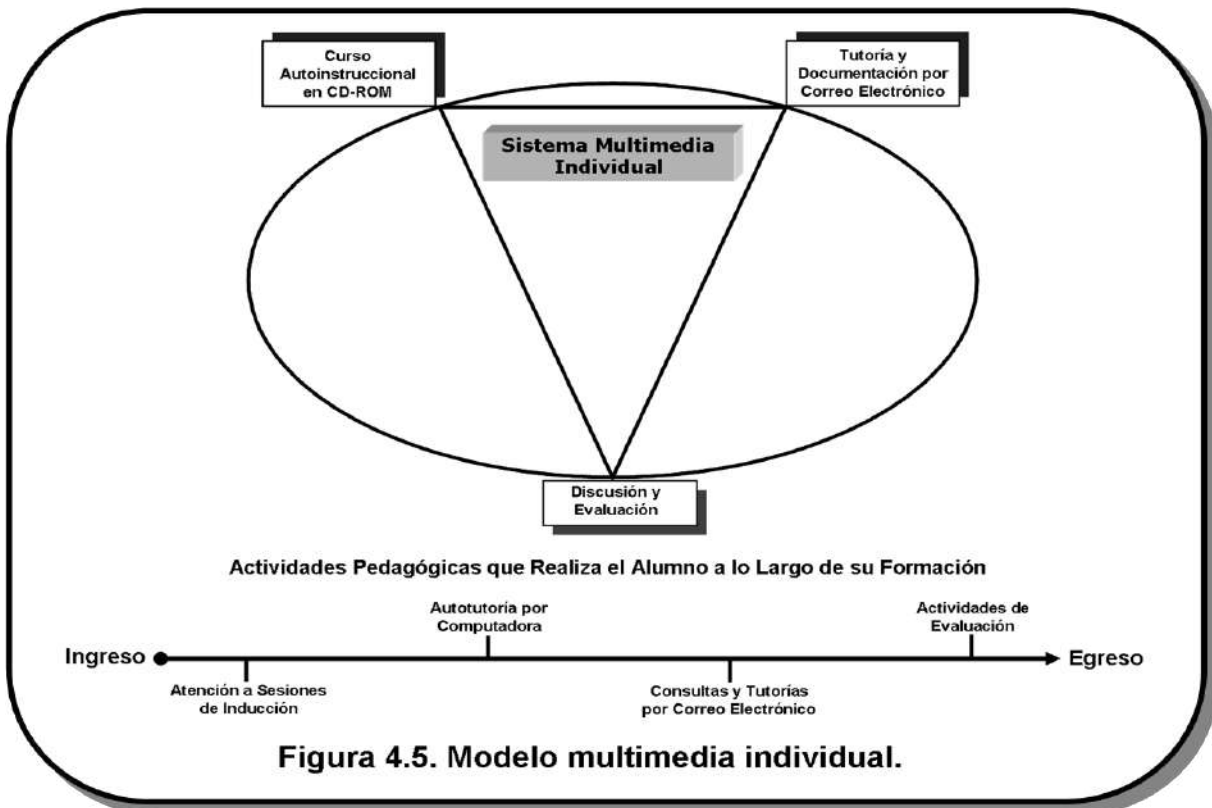 Curso
Autoinstruccional
en CD-ROM
Tutoría y
Documentación por
Correo Electrónico
Sistema Multimedia
Individual
Discusión y
Evaluación
Actividades Pedagógicas que Realiza el Alumno a lo Largo de su Formación
Autotutoría por
Computadora
Actividades de
Evaluación
Ingreso
Egreso
Atención a Sesiones
de Inducción
Consultas y Tutorías
por Correo Electrónico
Figura 4.5. Modelo multimedia individual.